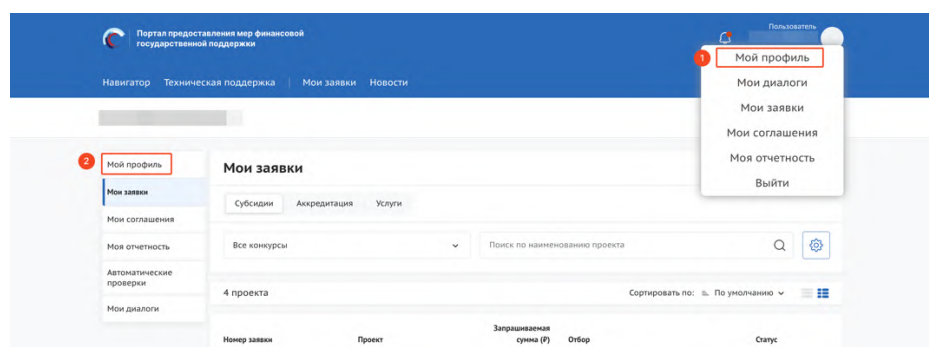 Портал предоставления мер финансовой
государственной поддержки
Пользователь
Навигатор Техническая поддержка | Мои заявки Новости
1 Мой профиль
Мои диалоги
Мои заявки
Мои соглашения
Моя отчетность
Выйти
2 Мой профиль
Мои заявки
Мои соглашения
Моя отчетность
Автоматические
проверки
Мои диалоги
Мои заявки
Субсидии Аккредитация Услуги
Все конкурсы Поиск по наименованию проекта
4 проекта Сортировать по: По умолчанию
Номер заявки Проект Запрашиваемая
сумма (₽) Отбор Статус